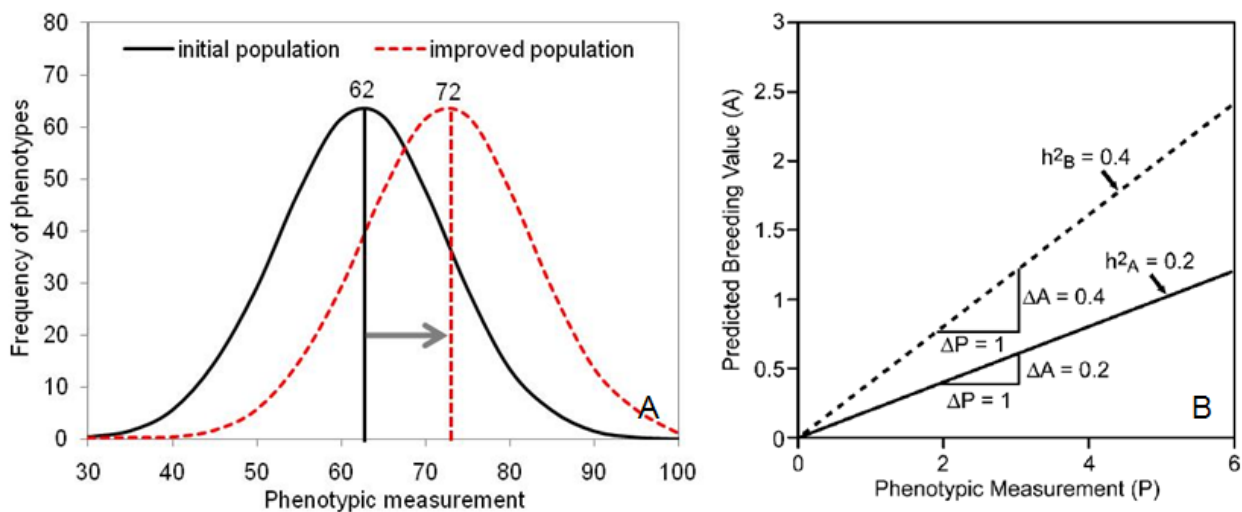 80
70
60
50
40
30
20
10
0
Frequency of phenotypes
initial population
improved population
62
72
A
30 40 50 60 70 80 90 100
Phenotypic measurement
3
2.5
2
1.5
1
0.5
0
Predicted Breeding Value (A)
h²B = 0.4
h²A = 0.2
ΔA = 0.4
ΔP = 1
ΔA = 0.2
ΔP = 1
B
0 2 4 6
Phenotypic Measurement (P)